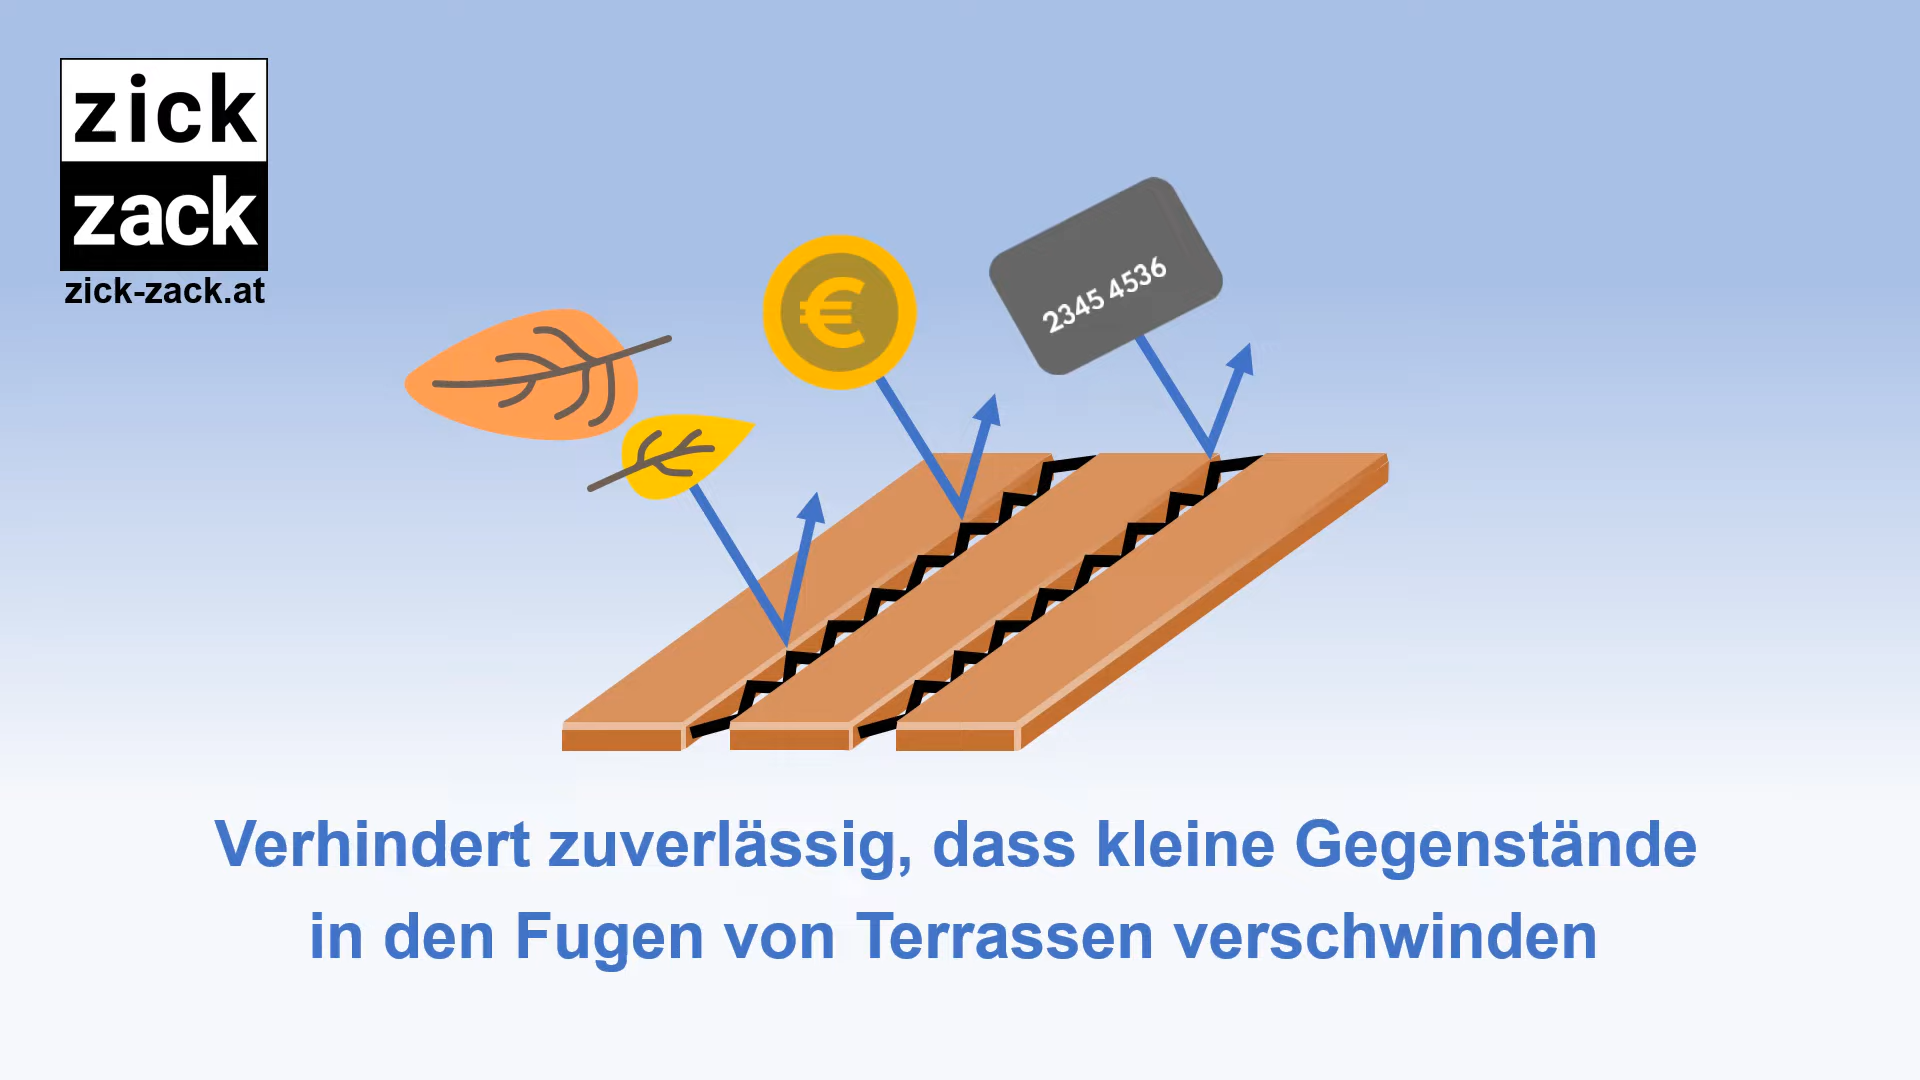 zick
zack
zick-zack.at
€
2345 4536
Verhindert zuverlässig, dass kleine Gegenstände
in den Fugen von Terrassen verschwinden